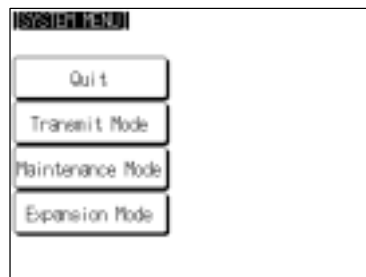 [SYSTEM MENU]
Quit
Transmit Mode
Maintenance Mode
Expansion Mode